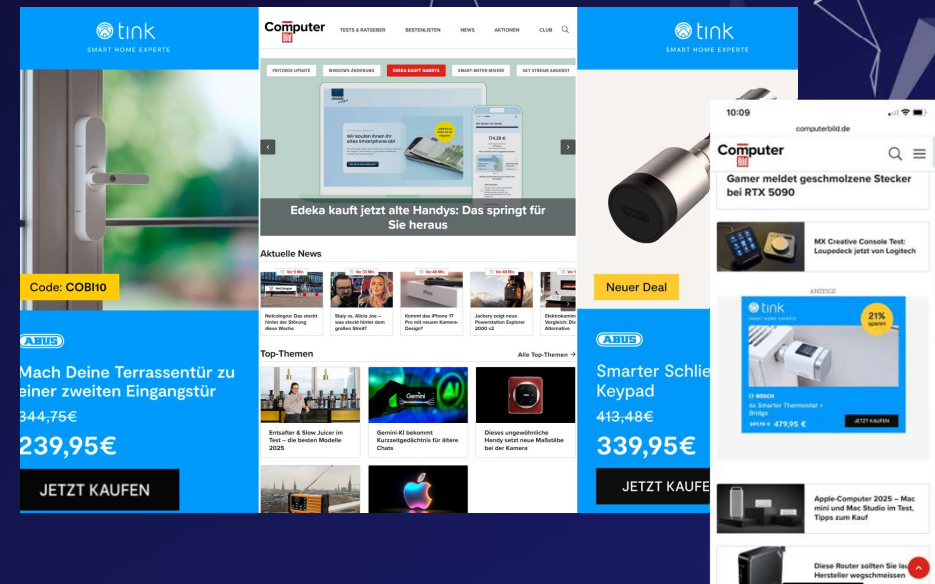 tink
SMART HOME EXPERTE
Code: COBI10
ABUS
Mach Deine Terrassentür zu
einer zweiten Eingangstür
344,75€
239,95€
JETZT KAUFEN
Computer
Bild
TESTS & RATGEBER
BESTENLISTEN
NEWS
AKTIONEN
CLUB
FRITZBOX-UPDATE
WINDOWS-ÄNDERUNG
EDEKA KAUFT HANDYS
SMART-METER-MISERE
SKY STREAM ANGEBOT
Wir kaufen Ihnen Ihr
altes Smartphone ab!
174.20 €
Edeka kauft jetzt alte Handys: Das springt für
Sie heraus
Aktuelle News
Netcologne: Das steckt
hinter der Störung
diese Woche
Staiy vs. Alicia Joe –
was steckt hinter dem
großen Streit?
Kommt das iPhone 17
Pro mit neuem Kamera-
Design?
Jackery zeigt neue
Powerstation Explorer
2000 v2
Elektrokamin
Vergleich: Die
Alternative
Top-Themen
Alle Top-Themen →
Gemini
AI
Entsafter & Slow Juicer im
Test – die besten Modelle
2025
Gemini-KI bekommt
Kurzzeitgedächtnis für ältere
Chats
Dieses ungewöhnliche
Handy setzt neue Maßstäbe
bei der Kamera
tink
SMART HOME EXPERTE
Neuer Deal
ABUS
Smarter Schlie
Keypad
413,48€
339,95€
JETZT KAUFE
10:09
computerbild.de
Computer
Bild
Gamer meldet geschmolzene Stecker
bei RTX 5090
MX Creative Console Test:
Loupedeck jetzt von Logitech
ANZEIGE
tink
SMART HOME EXPERTE
21%
sparen
BOSCH
6x Smarter Thermostat +
Bridge
479,95 €
JETZT KAUFEN
Apple-Computer 2025 – Mac
mini und Mac Studio im Test,
Tipps zum Kauf
Diese Router sollten Sie lau
Hersteller wegschmeissen